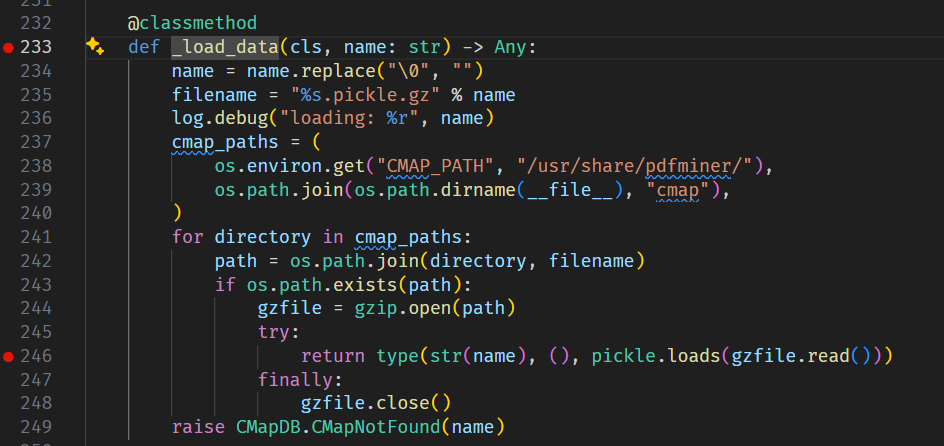 232 @classmethod
233 def _load_data(cls, name: str) -> Any:
234 name = name.replace("\0", "")
235 filename = "%s.pickle.gz" % name
236 log.debug("loading: %r", name)
237 cmap_paths = (
238 os.environ.get("CMAP_PATH", "/usr/share/pdfminer/"),
239 os.path.join(os.path.dirname(__file__), "cmap"),
240 )
241 for directory in cmap_paths:
242 path = os.path.join(directory, filename)
243 if os.path.exists(path):
244 gzfile = gzip.open(path)
245 try:
246 return type(str(name), (), pickle.loads(gzfile.read()))
247 finally:
248 gzfile.close()
249 raise CMapDB.CMapNotFound(name)